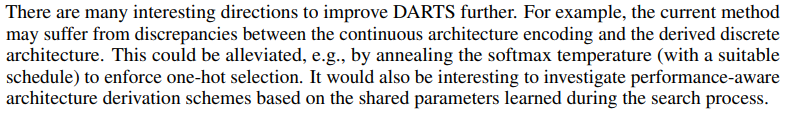 There are many interesting directions to improve DARTS further. For example, the current method
may suffer from discrepancies between the continuous architecture encoding and the derived discrete
architecture. This could be alleviated, e.g., by annealing the softmax temperature (with a suitable
schedule) to enforce one-hot selection. It would also be interesting to investigate performance-aware
architecture derivation schemes based on the shared parameters learned during the search process.